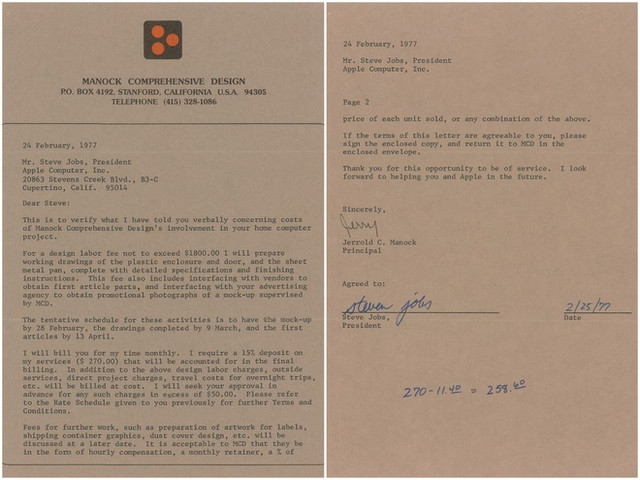 MANOCK COMPREHENSIVE DESIGN
P.O. BOX 4192, STANFORD, CALIFORNIA U.S.A. 94305
TELEPHONE (415) 328-1086
24 February, 1977
Mr. Steve Jobs, President
Apple Computer, Inc.
20863 Stevens Creek Blvd., B3-C
Cupertino, Calif. 95014
Dear Steve:
This is to verify what I have told you verbally concerning costs
of Manock Comprehensive Design's involvement in your home computer
project.
For a design labor fee not to exceed $1800.00 I will prepare
working drawings of the plastic enclosure and door, and the sheet
metal pan, complete with detailed specifications and finishing
instructions. This fee also includes interfacing with vendors to
obtain first article parts, and interfacing with your advertising
agency to obtain promotional photographs of a mock-up supervised
by MCD.
The tentative schedule for these activities is to have the mock-up
by 28 February, the drawings completed by 9 March, and the first
articles by 13 April.
I will bill you for my time monthly. I require a 15% deposit on
my services ($ 270.00) that will be accounted for in the final
billing. In addition to the above design labor charges, outside
services, direct project charges, travel costs for overnight trips,
etc. will be billed at cost. I will seek your approval in
advance for any such charges in excess of $50.00. Please refer
to the Rate Schedule given to you previously for further Terms and
Conditions.
Fees for further work, such as preparation of artwork for labels,
shipping container graphics, dust cover design, etc. will be
discussed at a later date. It is acceptable to MCD that they be
in the form of hourly compensation, a monthly retainer, a % of
24 February, 1977
Mr. Steve Jobs, President
Apple Computer, Inc.
Page 2
price of each unit sold, or any combination of the above.
If the terms of this letter are agreeable to you, please
sign the enclosed copy, and return it to MCD in the
enclosed envelope.
Thank you for this opportunity to be of service. I look
forward to helping you and Apple in the future.
Sincerely,
Jerry
Jerrold C. Manock
Principal
Agreed to:
steven jobs 2/25/77
Steve Jobs, Date
President
270-11.40 = 258.60